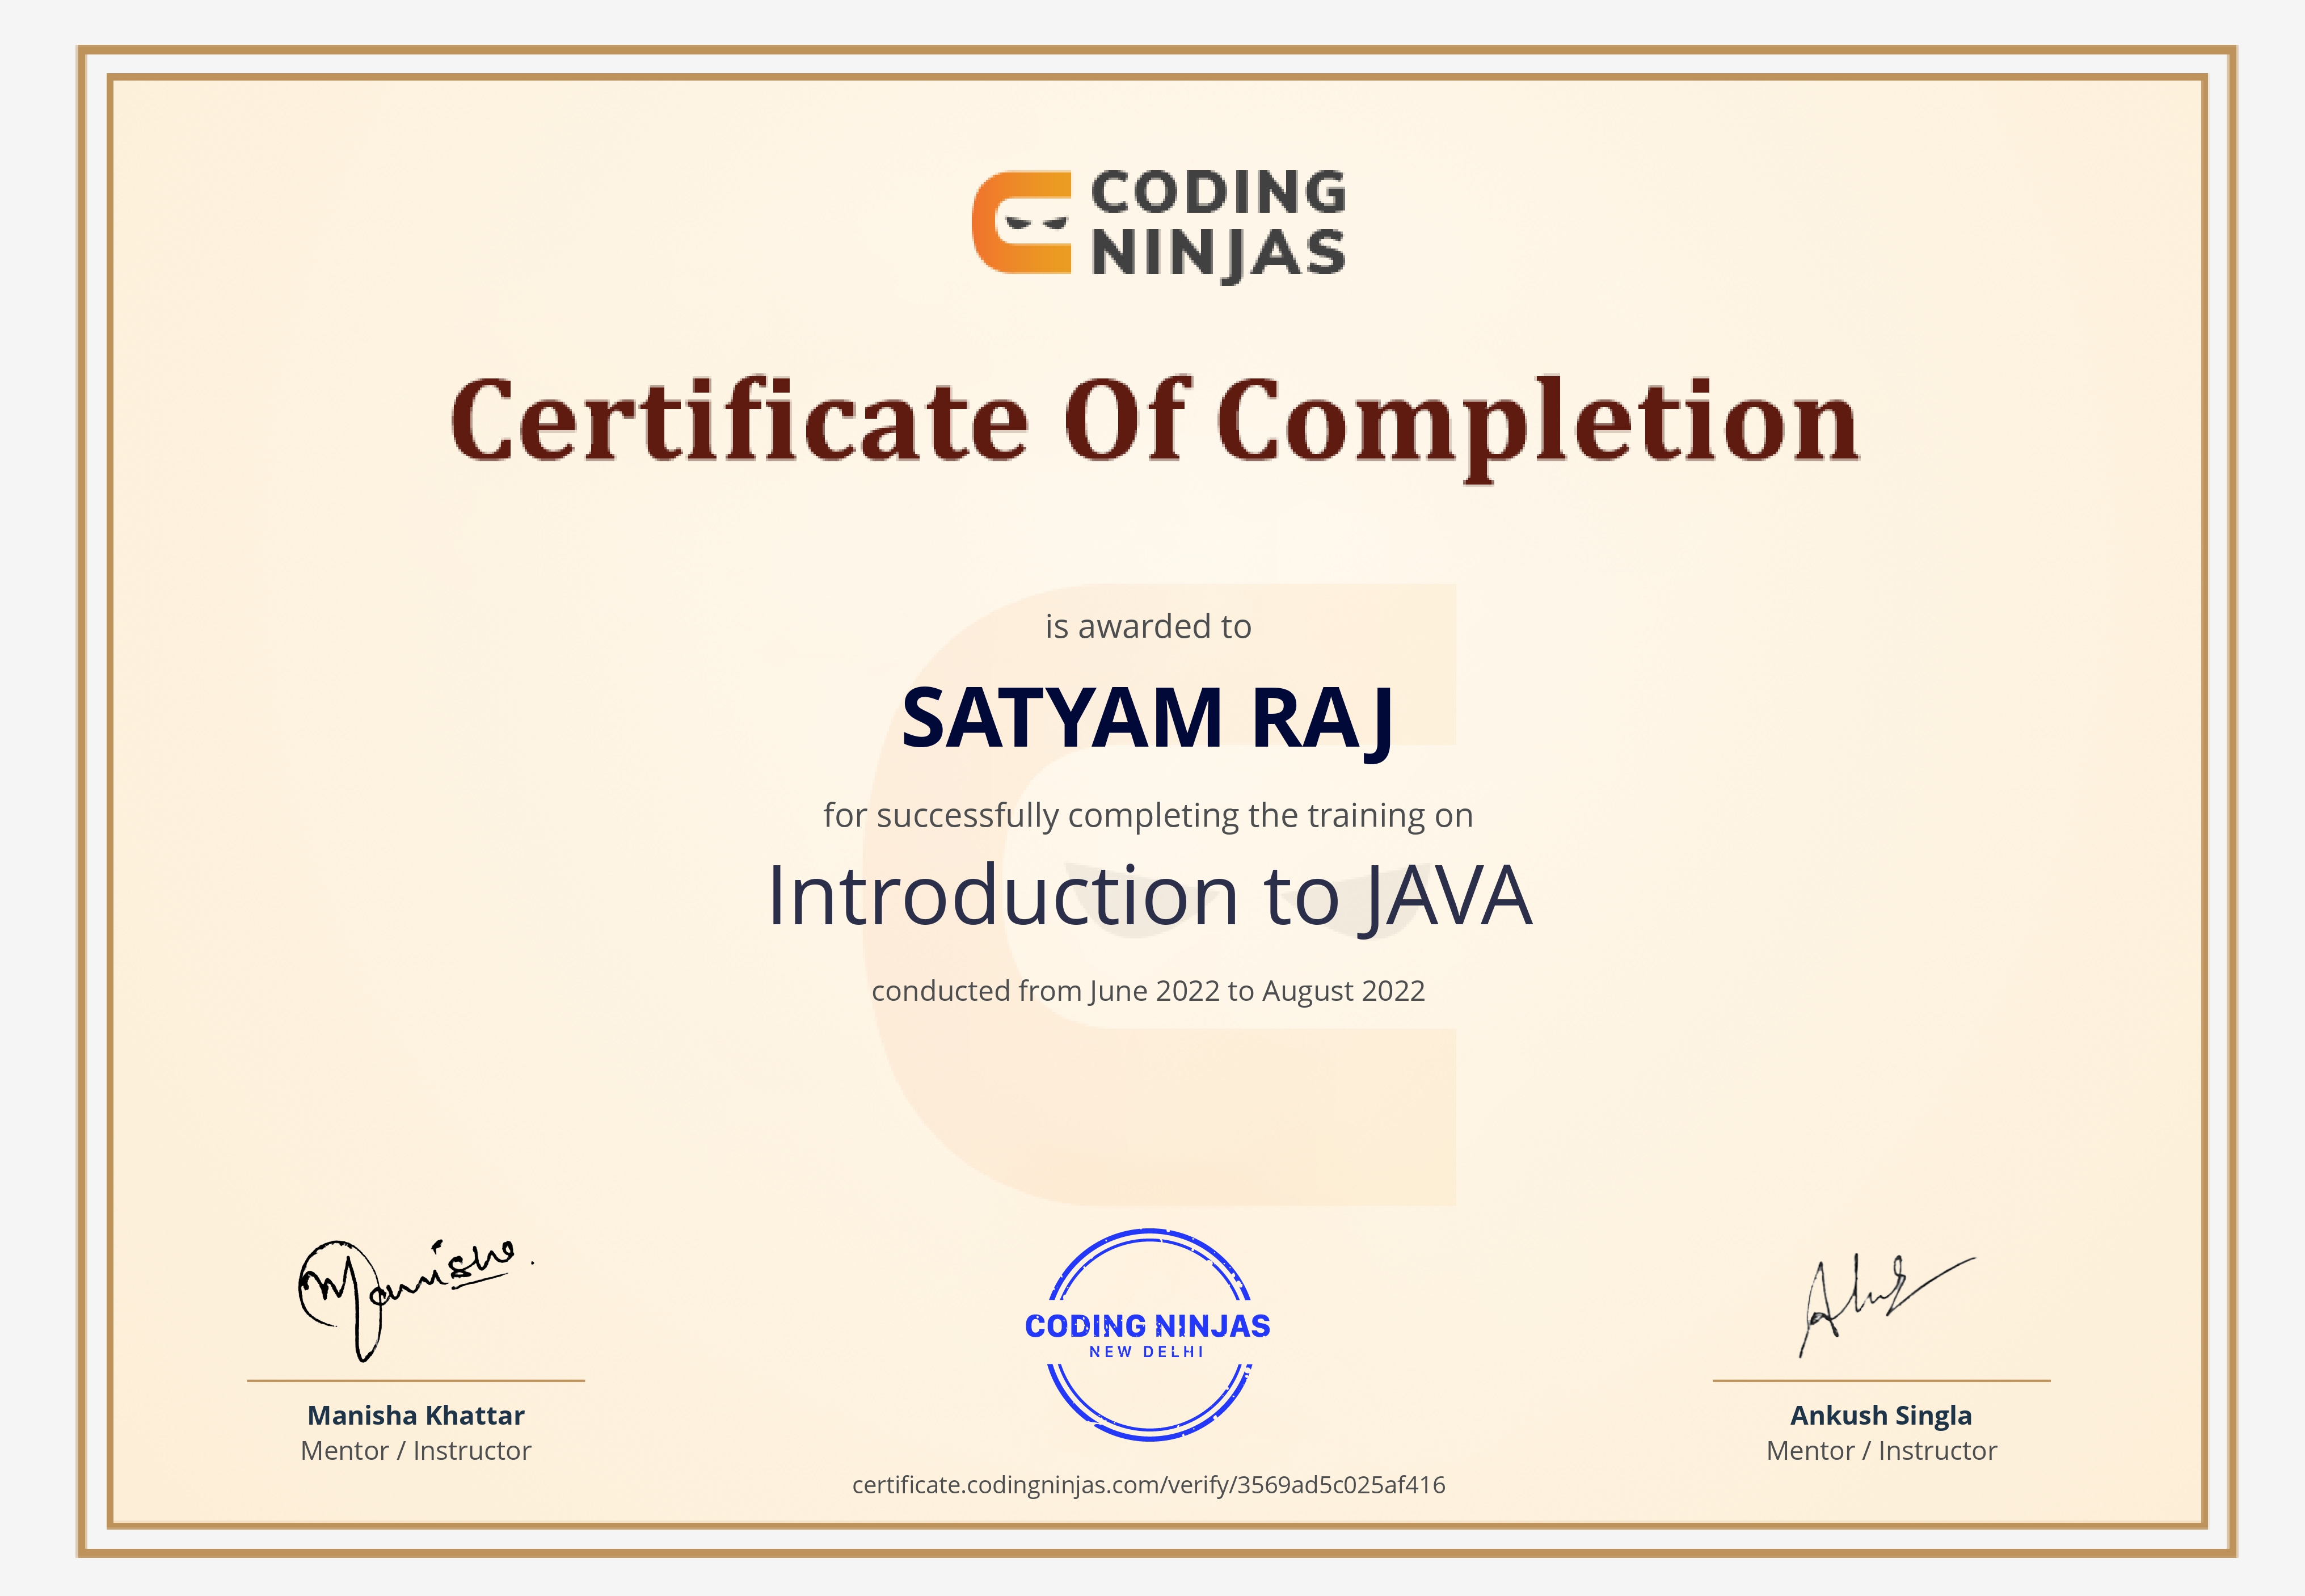 CODING
NINJAS
Certificate Of Completion
is awarded to
SATYAM RAJ
for successfully completing the training on
Introduction to JAVA
conducted from June 2022 to August 2022
Manisha.
CODING NINJAS
NEW DELHI
Manisha Khattar
Mentor / Instructor
Ankush Singla
Mentor / Instructor
certificate.codingninjas.com/verify/3569ad5c025af416